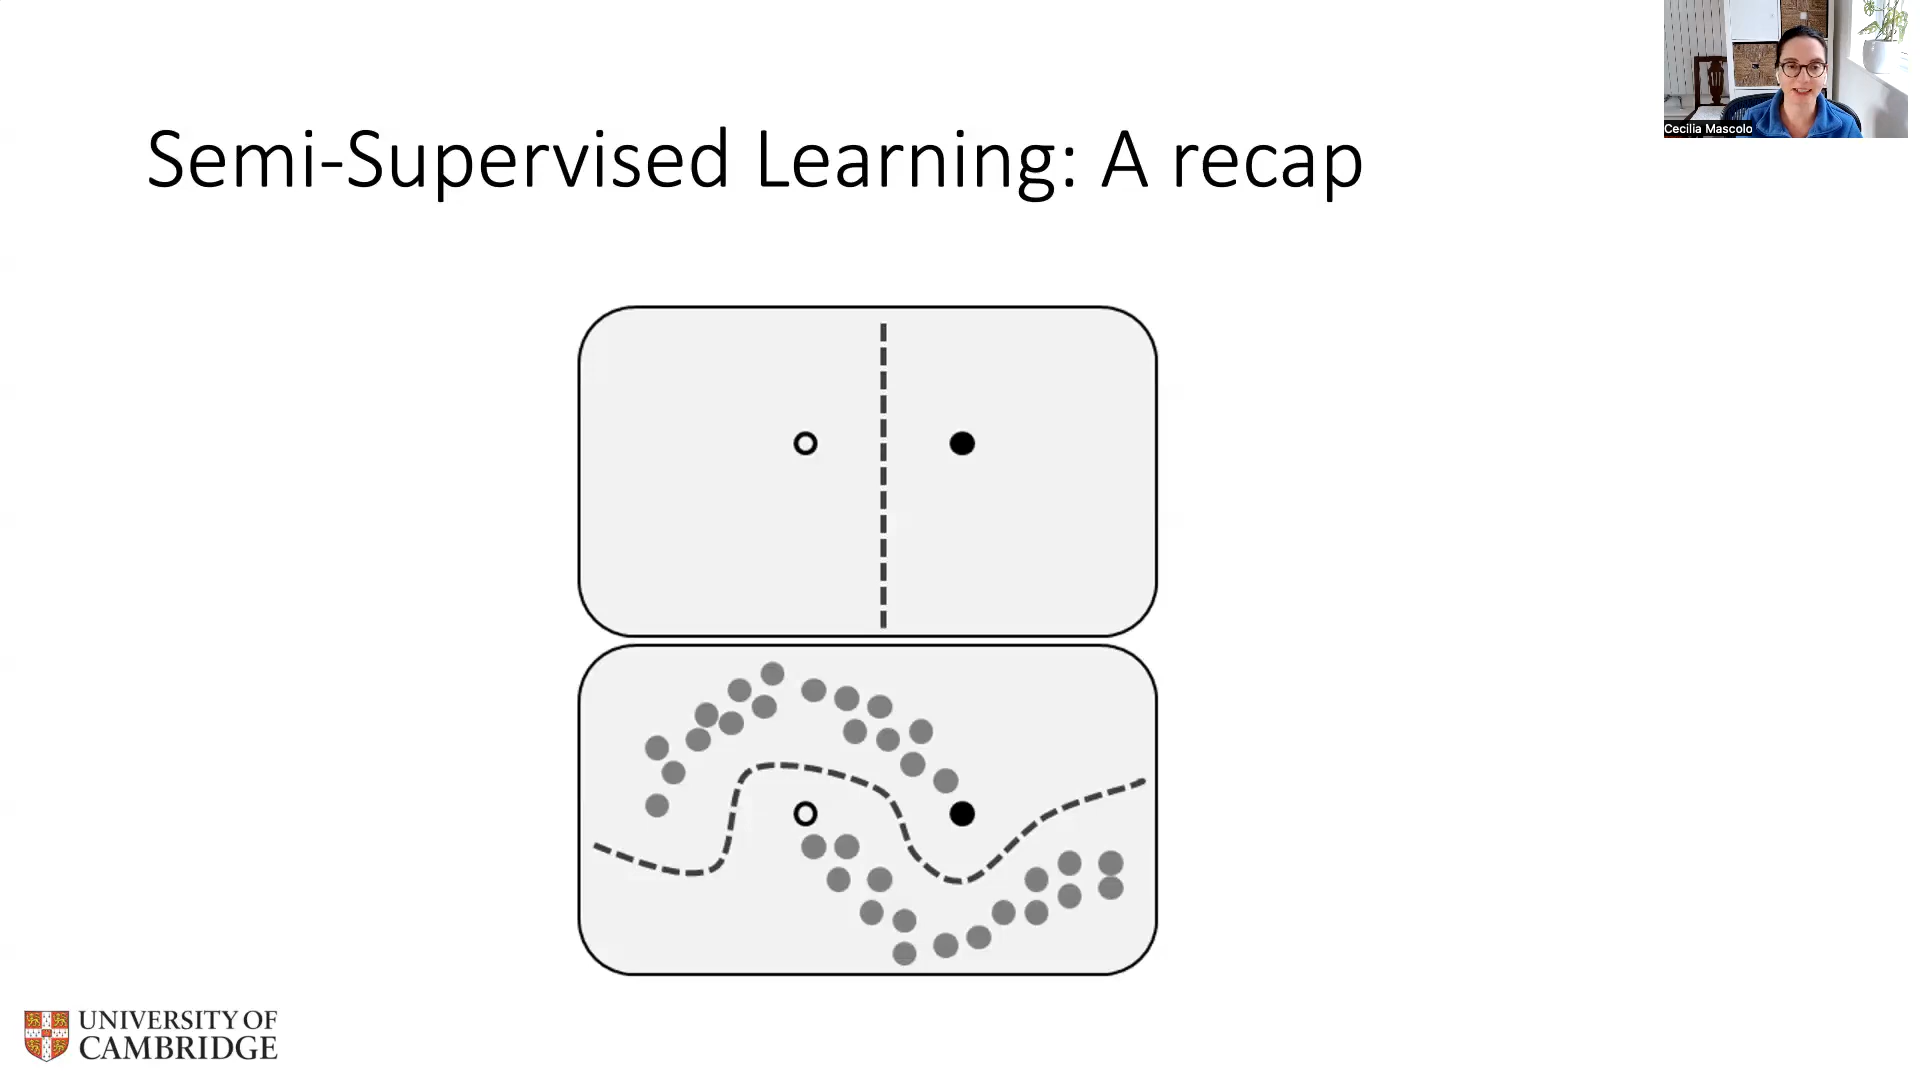 Cecilia Mascolo
Semi-Supervised Learning: A recap
UNIVERSITY OF
CAMBRIDGE